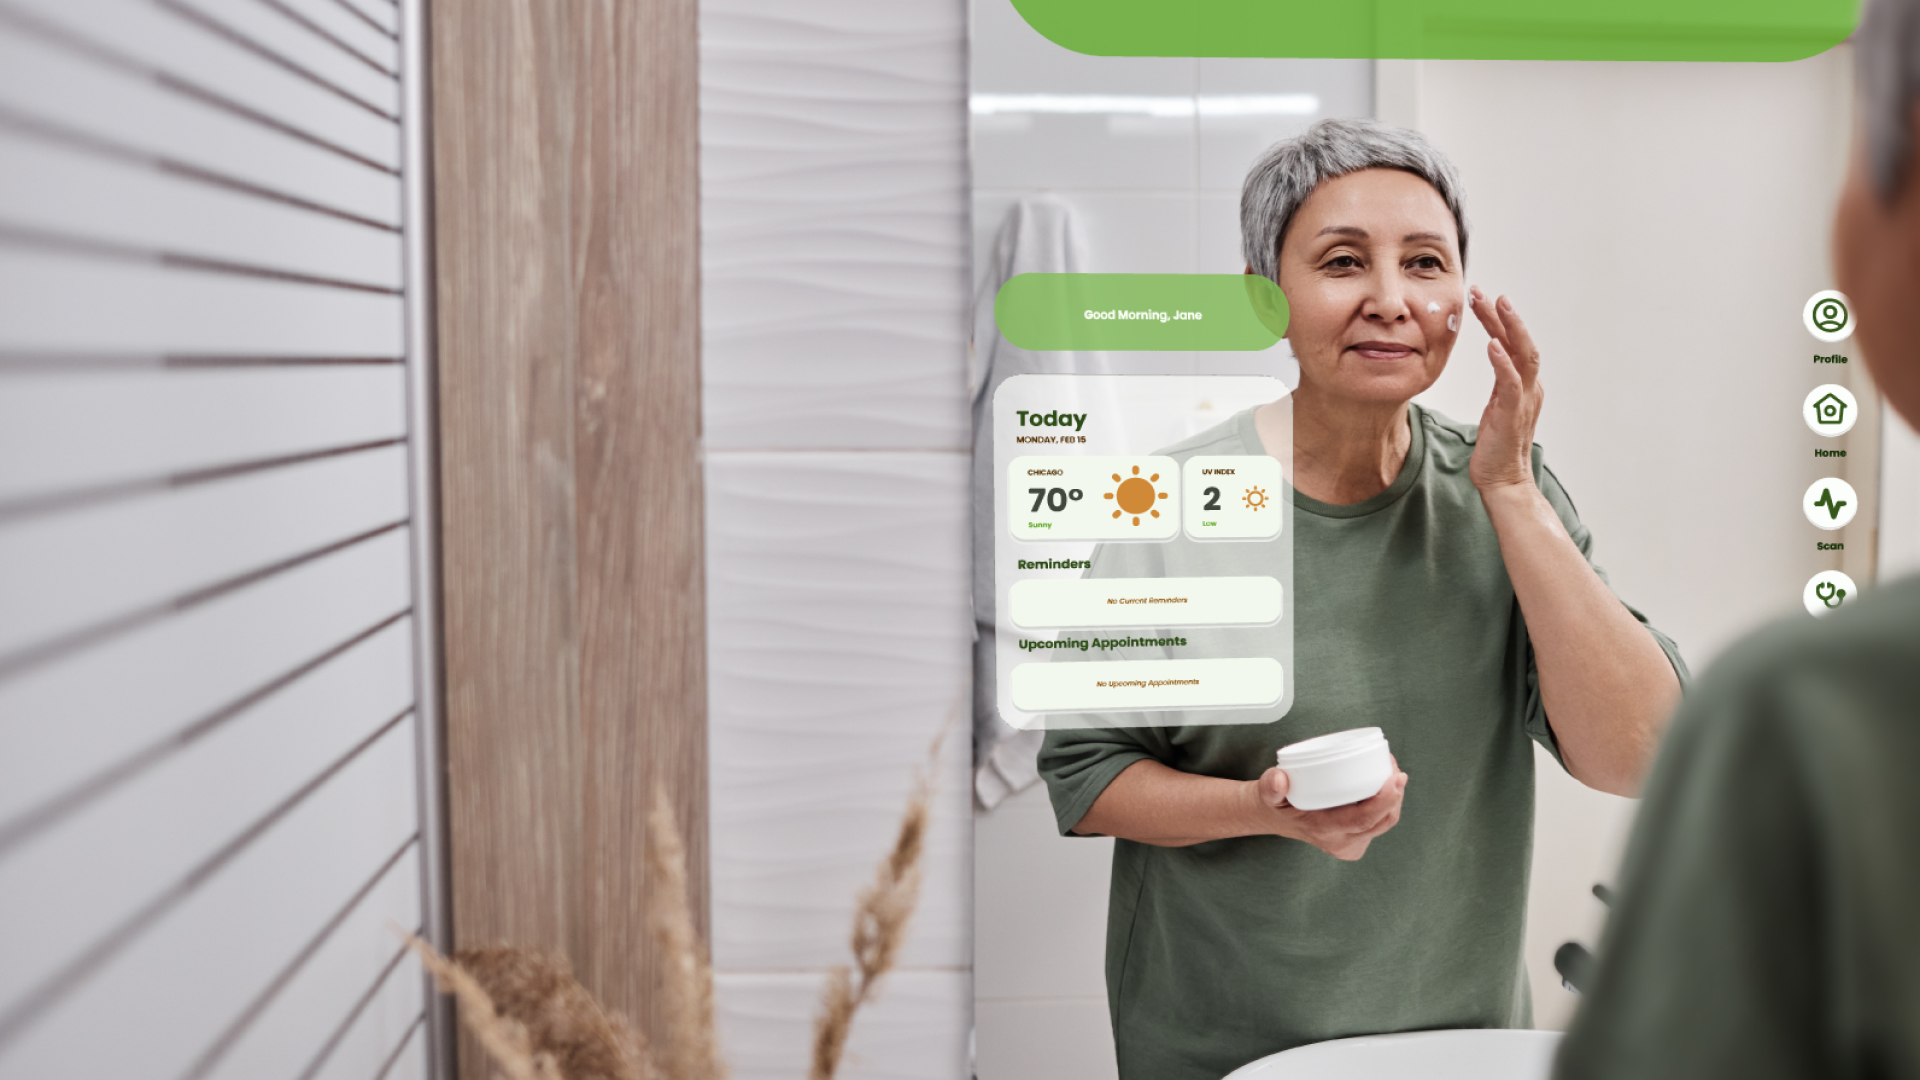 Good Morning, Jane
Today
MONDAY, FEB 15
CHICAGO
70°
Sunny
UV INDEX
2
Low
Reminders
No Current Reminders
Upcoming Appointments
No Upcoming Appointments
Profile
Home
Scan